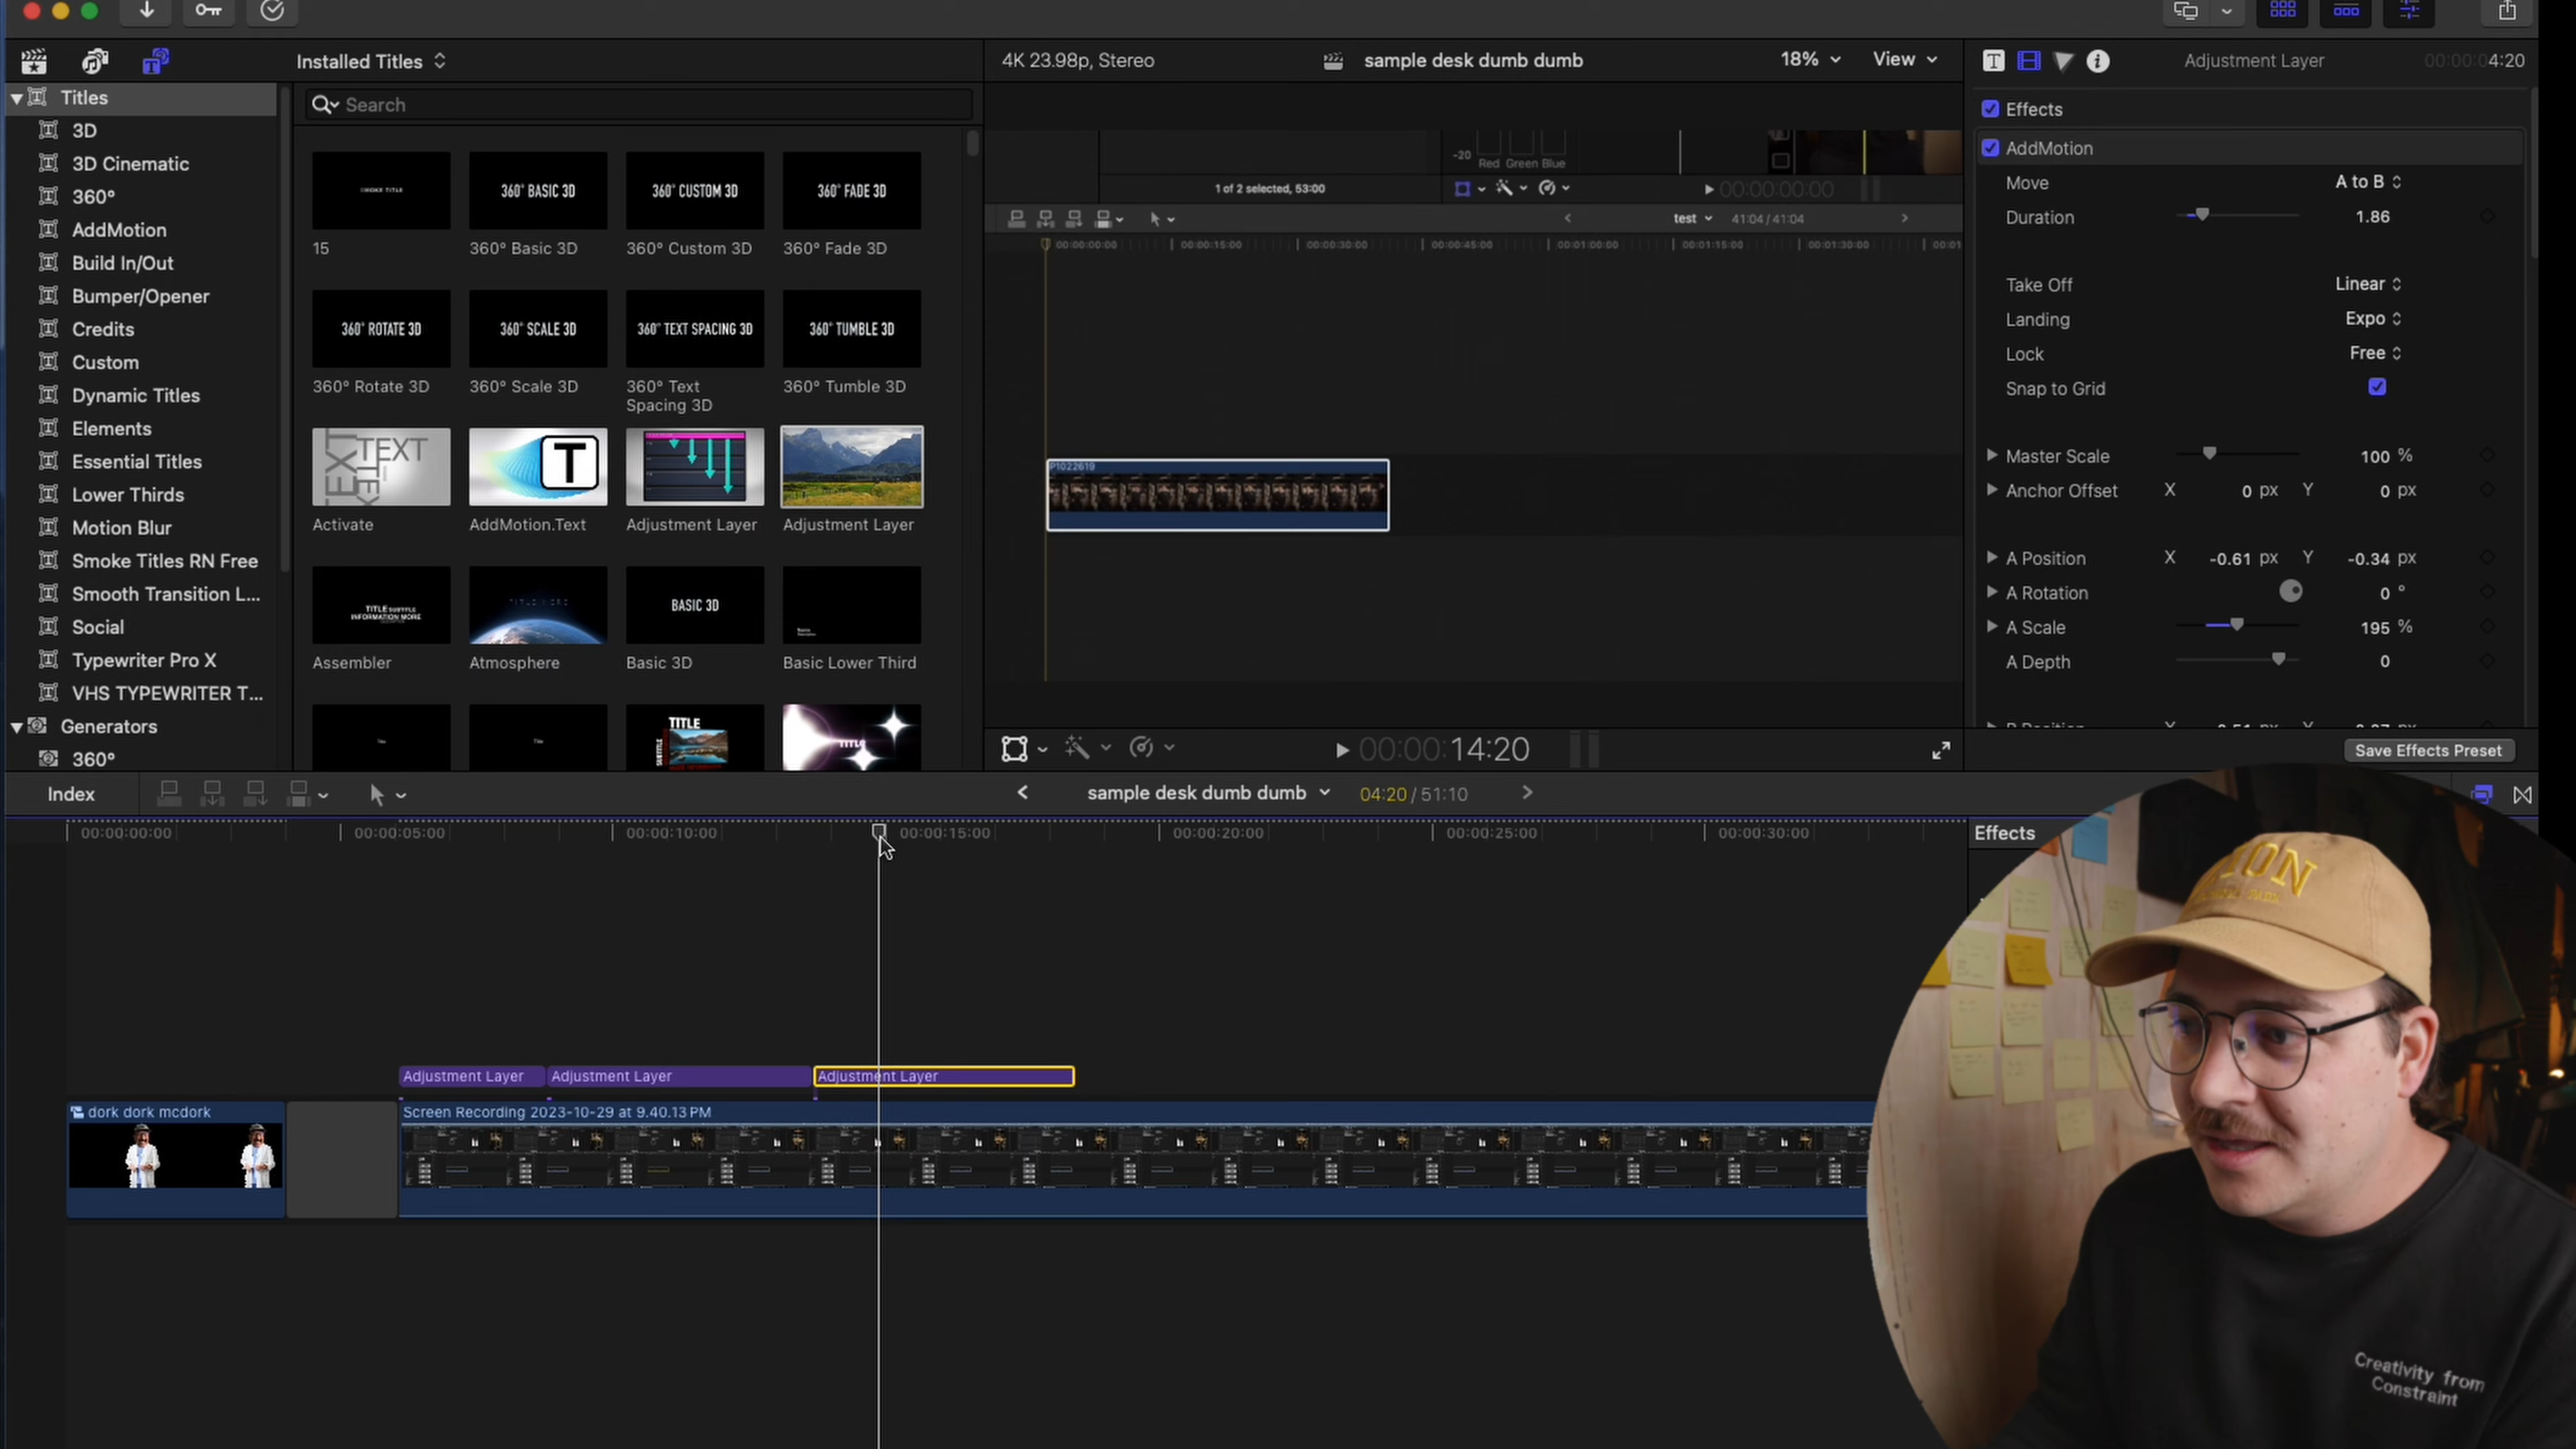 Installed Titles
4K 23.98p, Stereo
sample desk dumb dumb
18%
View
Adjustment Layer
00:00:04:20
Titles
Search
3D
3D Cinematic
360°
AddMotion
Build In/Out
Bumper/Opener
Credits
Custom
Dynamic Titles
Elements
Essential Titles
Lower Thirds
Motion Blur
Smoke Titles RN Free
Smooth Transition L...
Social
Typewriter Pro X
VHS TYPEWRITER T...
Generators
360°
SMOKE TITLE
360° BASIC 3D
360° CUSTOM 3D
360° FADE 3D
15
360° Basic 3D
360° Custom 3D
360° Fade 3D
360° ROTATE 3D
360° SCALE 3D
360° TEXT SPACING 3D
360° TUMBLE 3D
360° Rotate 3D
360° Scale 3D
360° Text
Spacing 3D
360° Tumble 3D
TEXT
TEXT
T
Activate
AddMotion.Text
Adjustment Layer
Adjustment Layer
TITLE SUBTITLE
INFORMATION MORE
TITLE HERE
BASIC 3D
Assembler
Atmosphere
Basic 3D
Basic Lower Third
TITLE
SUBTITLE
TITLE
-20
Red Green Blue
1 of 2 selected, 53:00
00:00:00:00
test
41:04 / 41:04
00:00:00:00
00:00:15:00
00:00:30:00
00:00:45:00
00:01:00:00
00:01:15:00
00:01:30:00
00:01
P1022619
00:00:14:20
Effects
AddMotion
Move
A to B
Duration
1.86
Take Off
Linear
Landing
Expo
Lock
Free
Snap to Grid
Master Scale
100 %
Anchor Offset
X 0 px Y 0 px
A Position
X -0.61 px Y -0.34 px
A Rotation
0 °
A Scale
195 %
A Depth
0
Save Effects Preset
Index
sample desk dumb dumb
04:20 / 51:10
00:00:00:00
00:00:05:00
00:00:10:00
00:00:15:00
00:00:20:00
00:00:25:00
00:00:30:00
Effects
Adjustment Layer
Adjustment Layer
Adjustment Layer
dork dork mcdork
Screen Recording 2023-10-29 at 9.40.13 PM
Creativity from
Constraint